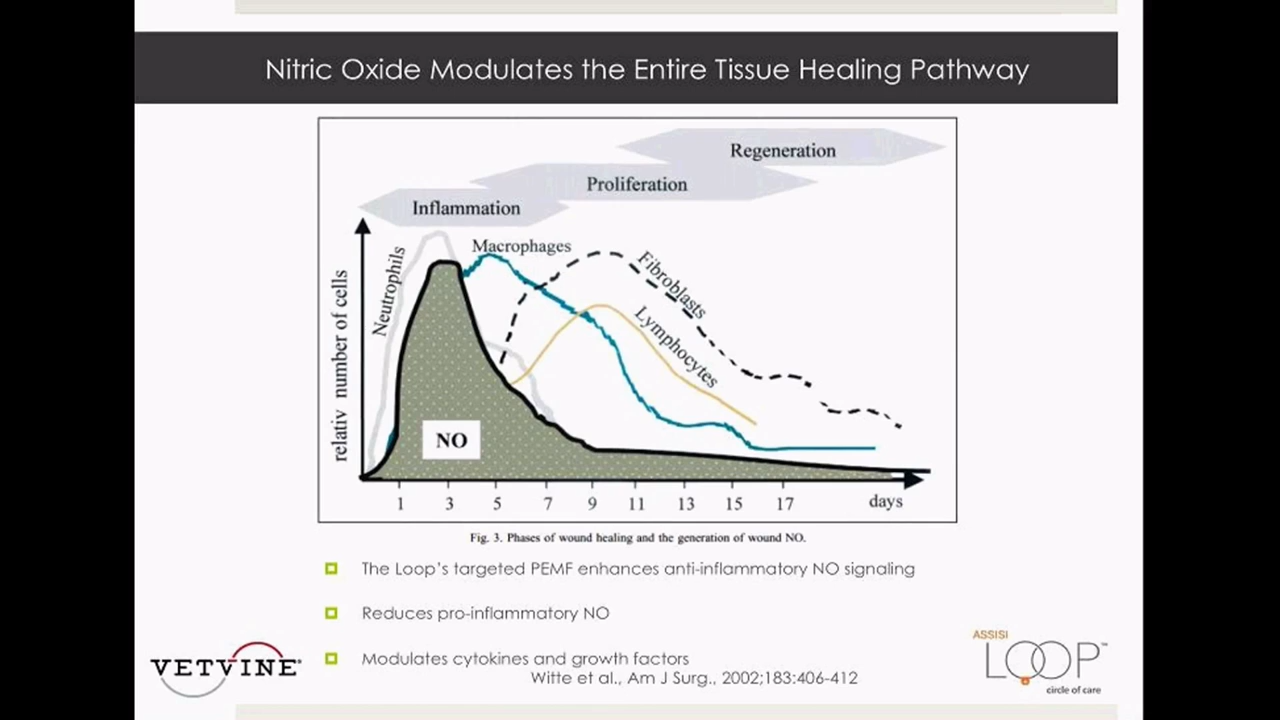 Nitric Oxide Modulates the Entire Tissue Healing Pathway
Regeneration
Proliferation
Inflammation
Macrophages
Neutrophils
Fibroblasts
Lymphocytes
relativ number of cells
NO
1 3 5 7 9 11 13 15 17 days
Fig. 3. Phases of wound healing and the generation of wound NO.
The Loop's targeted PEMF enhances anti-inflammatory NO signaling
Reduces pro-inflammatory NO
Modulates cytokines and growth factors
Witte et al., Am J Surg., 2002;183:406-412
VETVINE®
ASSISI
LOOP™
circle of care